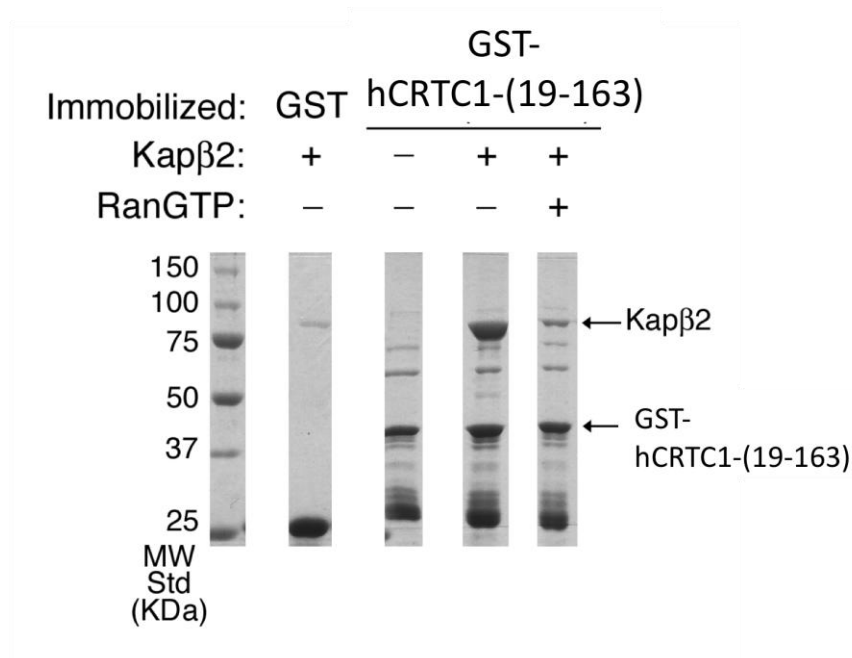 GST-
Immobilized: GST hCRTC1-(19-163)
Kapβ2: + – + +
RanGTP: – – – +
150
100
75
50
37
25
MW
Std
(KDa)
Kapβ2
GST-
hCRTC1-(19-163)